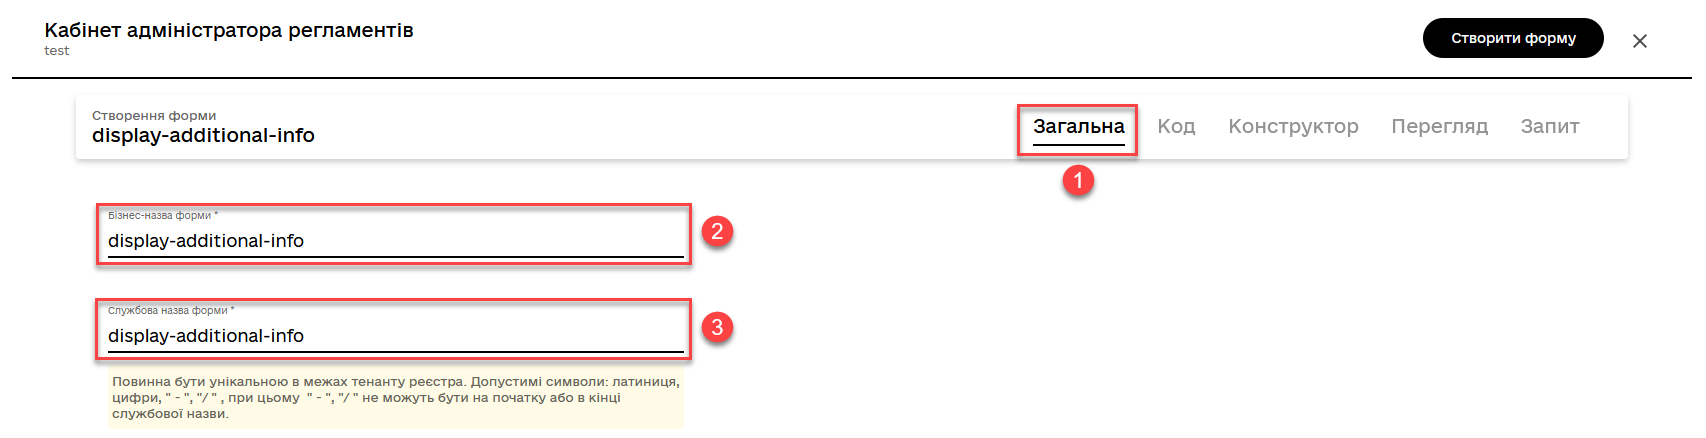 Кабінет адміністратора регламентів
test
Створити форму
Створення форми
display-additional-info
Загальна Код Конструктор Перегляд Запит
1
Бізнес-назва форми *
display-additional-info
2
Службова назва форми *
display-additional-info
3
Повинна бути унікальною в межах тенанту реєстра. Допустимі символи: латиниця,
цифри, " - ", "/ " , при цьому " - ", "/ " не можуть бути на початку або в кінці
службової назви.